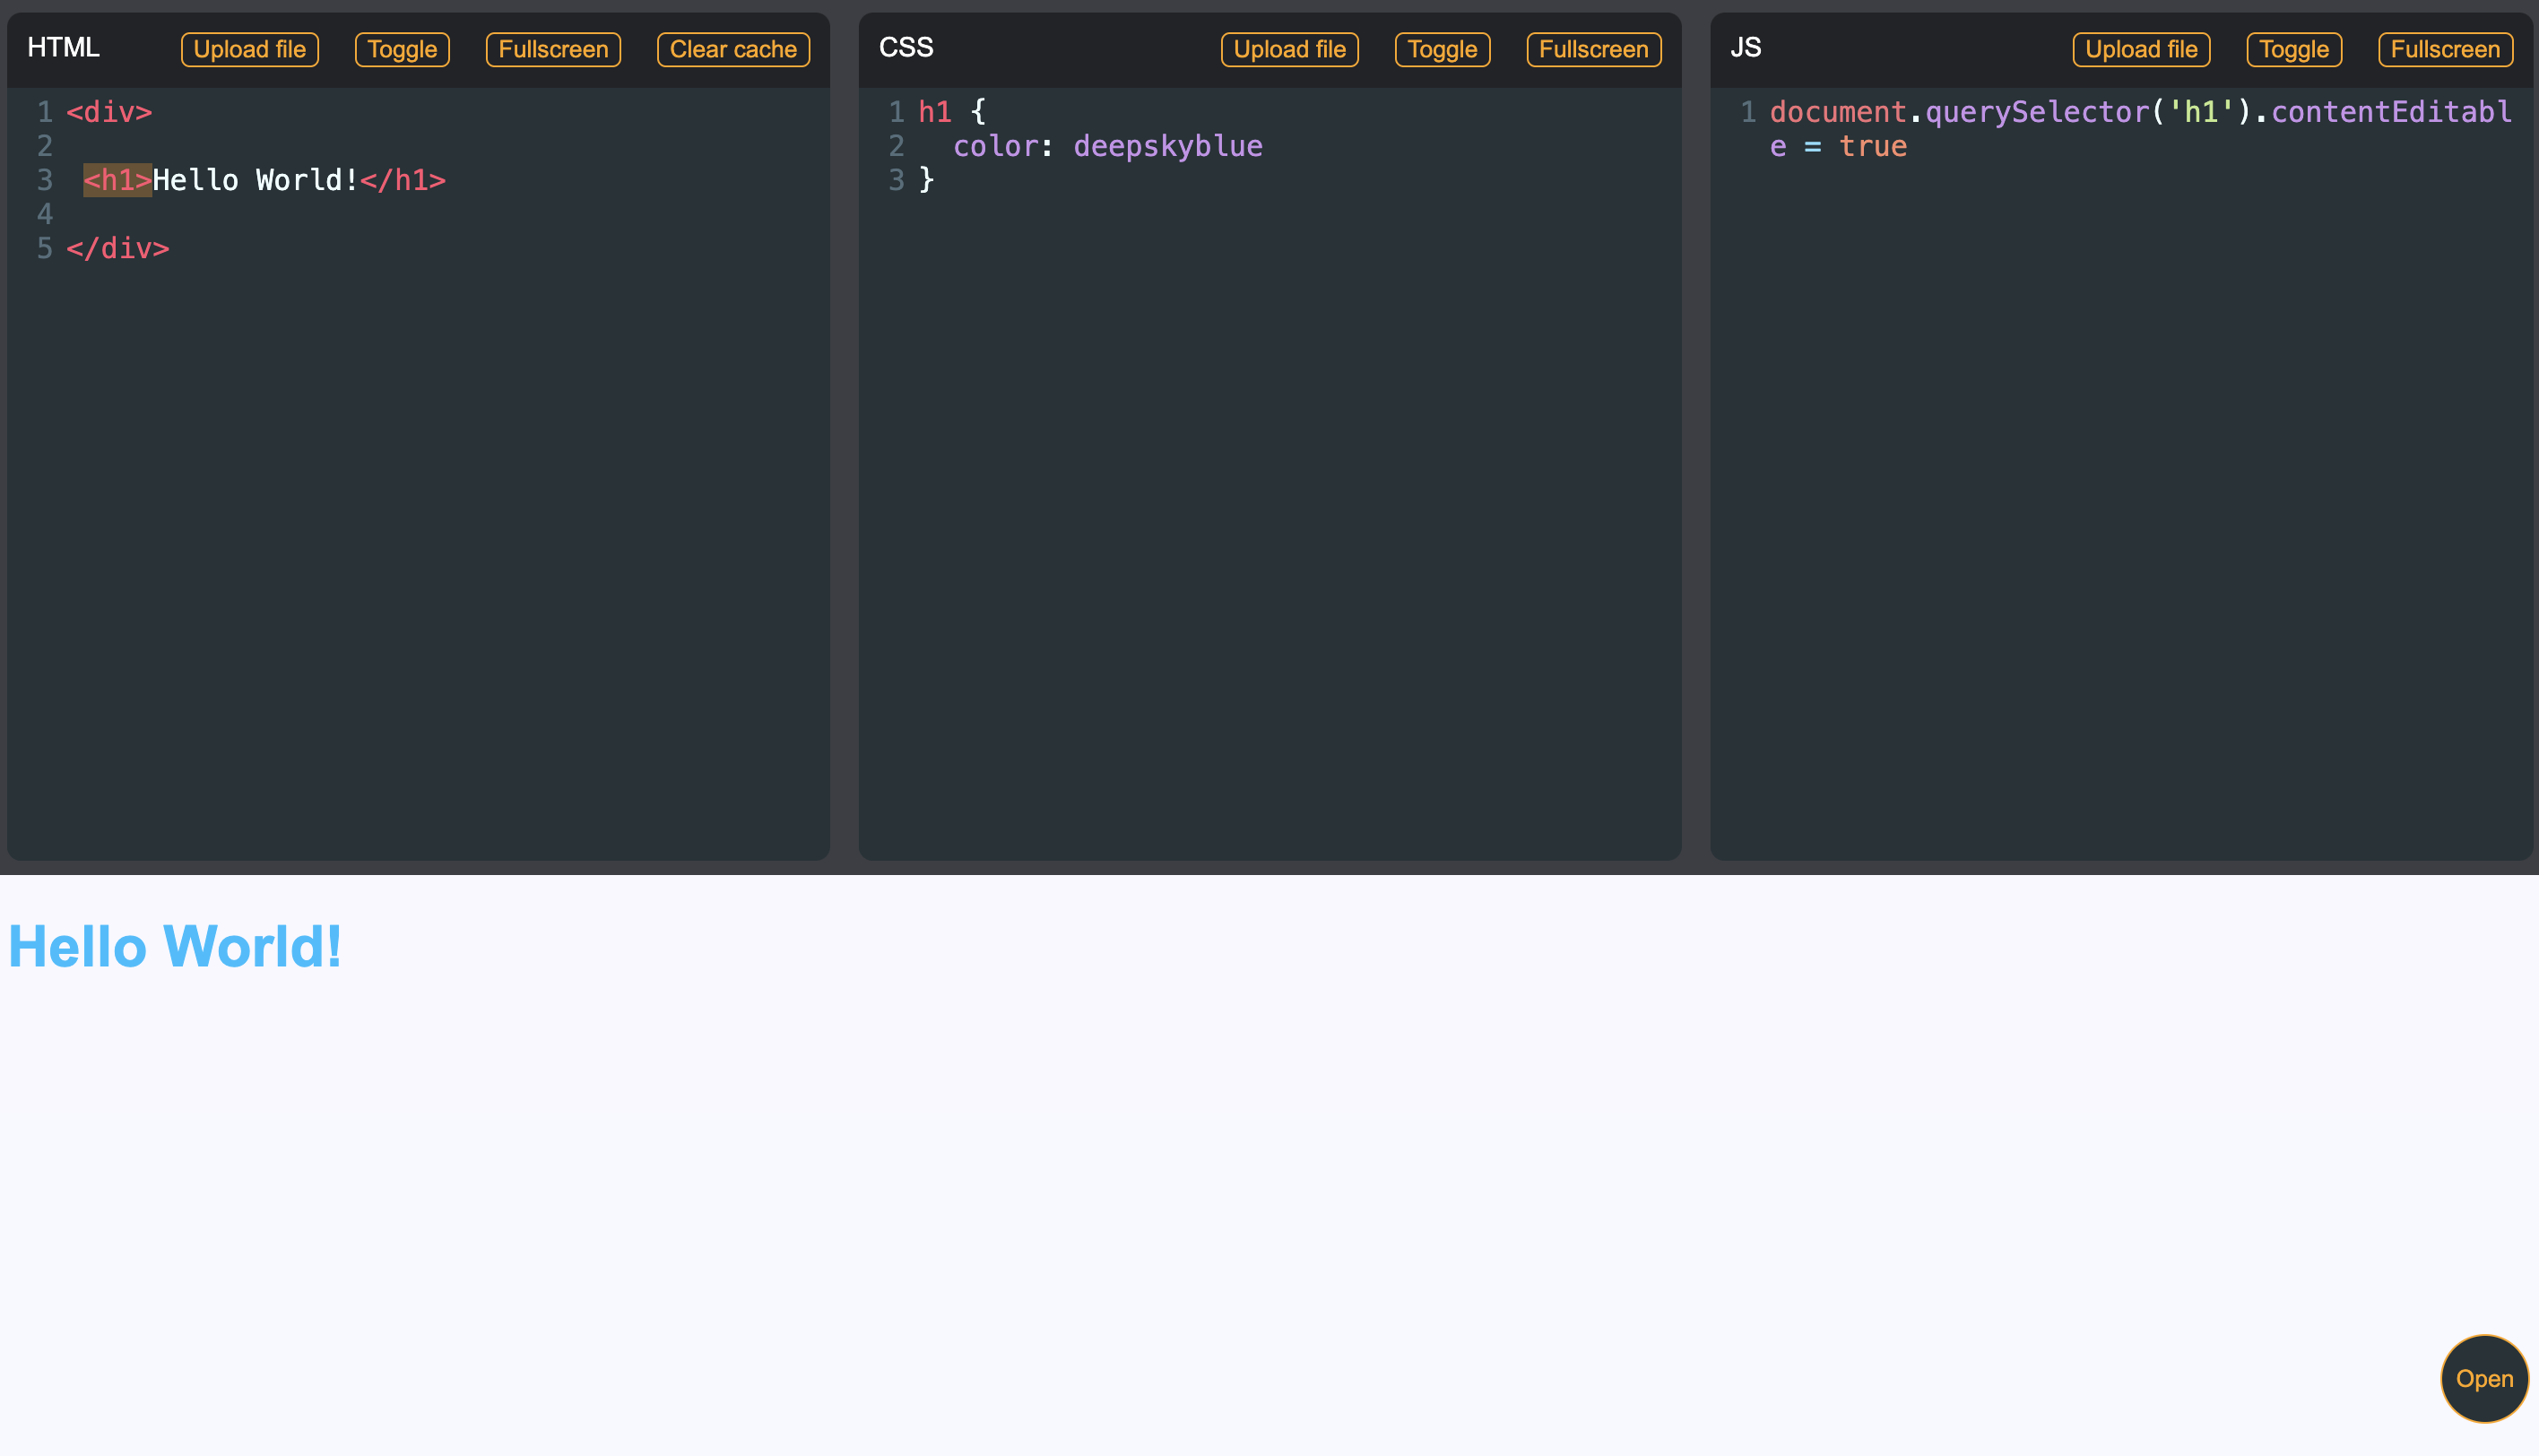 HTML Upload file Toggle Fullscreen Clear cache
1 <div>
2
3  <h1>Hello World!</h1>
4
5 </div>
CSS Upload file Toggle Fullscreen
1 h1 {
2   color: deepskyblue
3 }
JS Upload file Toggle Fullscreen
1 document.querySelector('h1').contentEditabl
e = true
Hello World!
Open